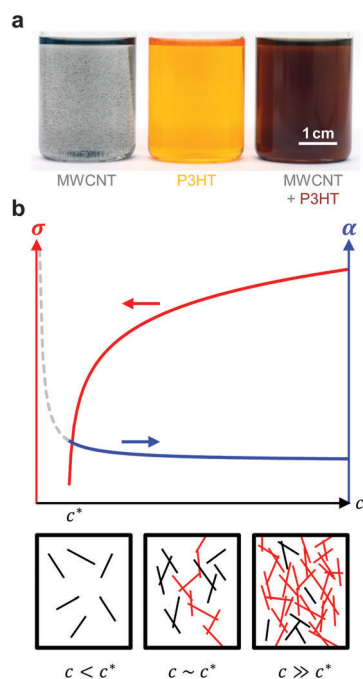 a
1 cm
MWCNT P3HT MWCNT
+ P3HT
b
σ α
c* c
c < c* c ~ c* c ≫ c*